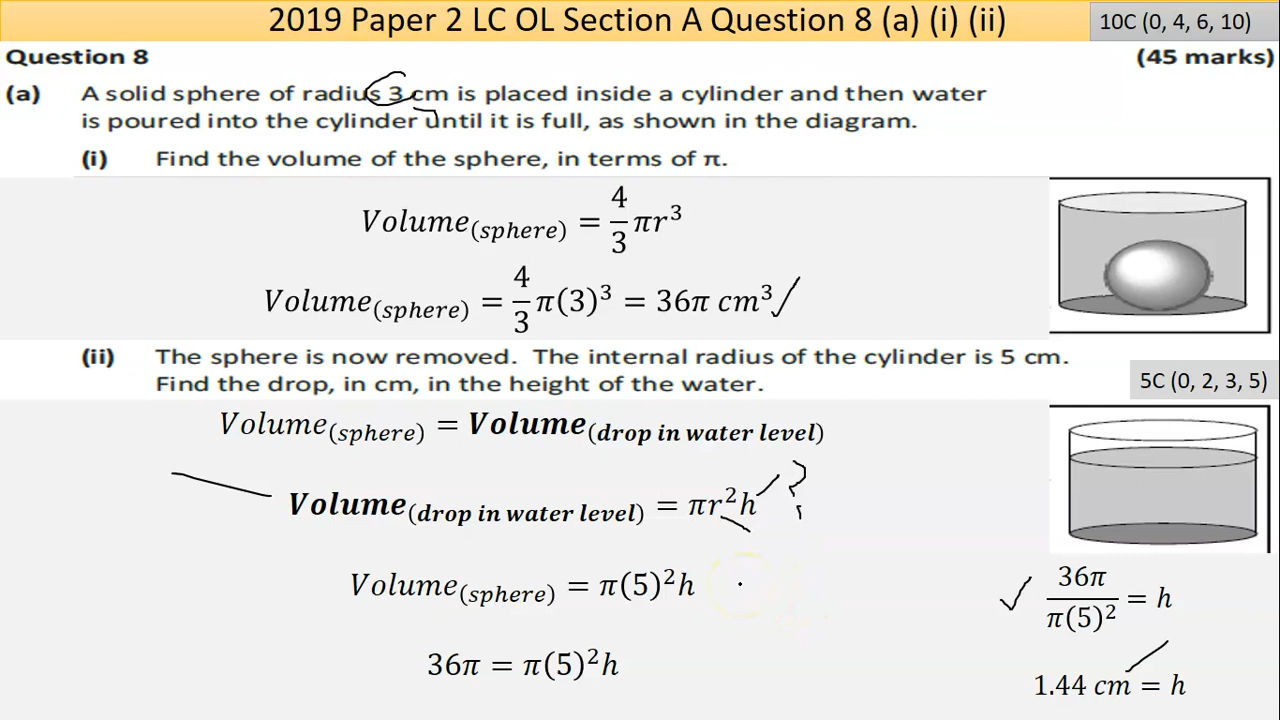 2019 Paper 2 LC OL Section A Question 8 (a) (i) (ii)
10C (0, 4, 6, 10)
Question 8
(45 marks)
(a) A solid sphere of radius 3 cm is placed inside a cylinder and then water
is poured into the cylinder until it is full, as shown in the diagram.
(i) Find the volume of the sphere, in terms of π.
Volume(sphere) = 4/3 πr³
Volume(sphere) = 4/3 π(3)³ = 36π cm³
(ii) The sphere is now removed. The internal radius of the cylinder is 5 cm.
Find the drop, in cm, in the height of the water.
5C (0, 2, 3, 5)
Volume(sphere) = Volume(drop in water level)
Volume(drop in water level) = πr²h ?
Volume(sphere) = π(5)²h
36π = π(5)²h
36π/π(5)² = h
1.44 cm = h